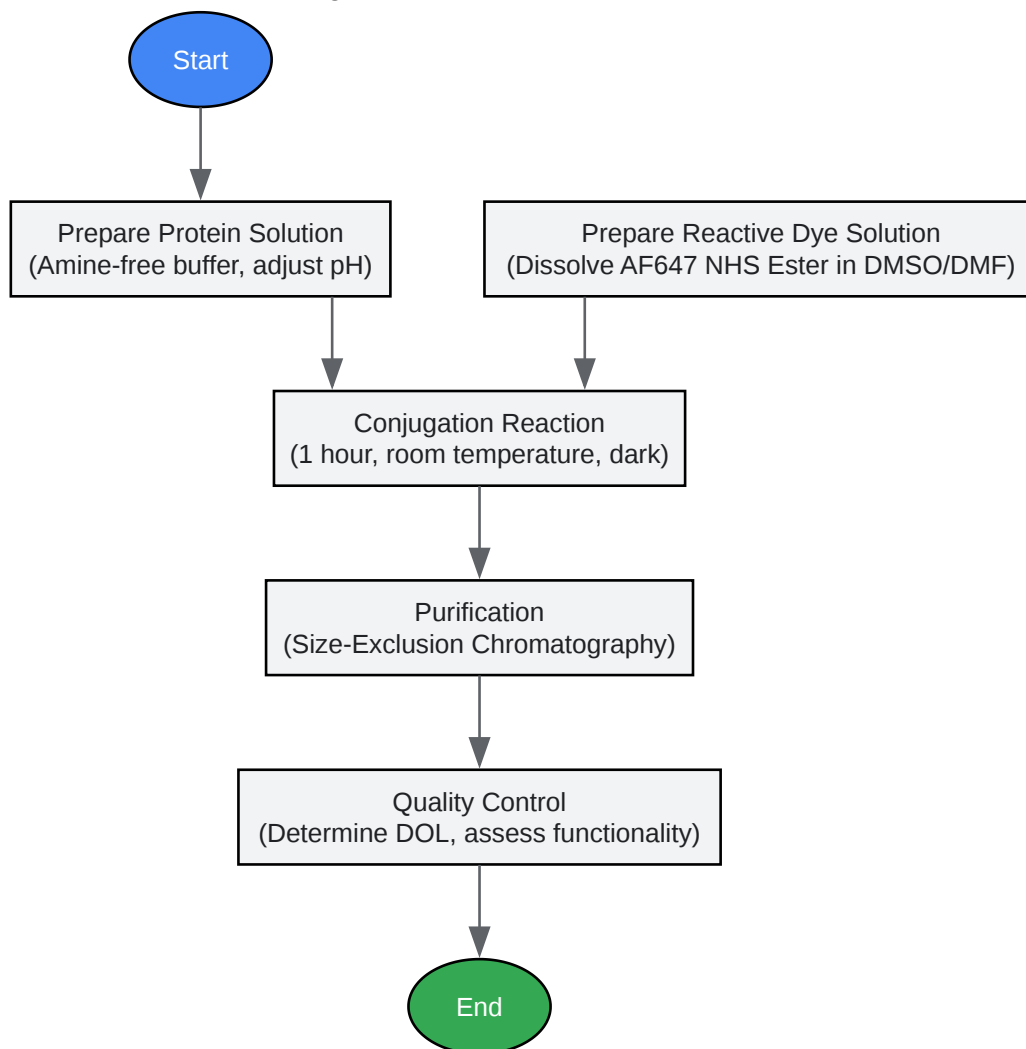 Start
Prepare Protein Solution
(Amine-free buffer, adjust pH)
Prepare Reactive Dye Solution
(Dissolve AF647 NHS Ester in DMSO/DMF)
Conjugation Reaction
(1 hour, room temperature, dark)
Purification
(Size-Exclusion Chromatography)
Quality Control
(Determine DOL, assess functionality)
End